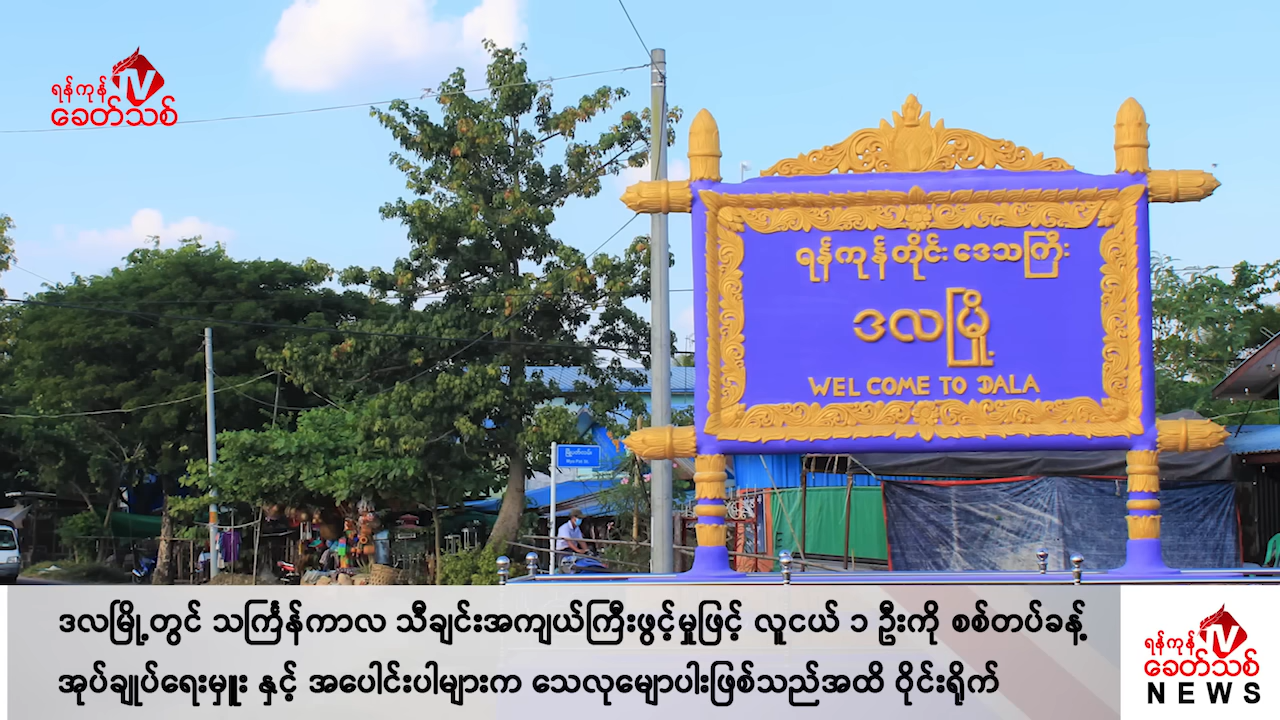 ရန်ကုန် TV
ခေတ်သစ်
ရန်ကုန်တိုင်းဒေသကြီး
ဒလမြို့
WELCOME TO DALA
ဒလမြို့တွင် သင်္ကြန်ကာလ သီချင်းအကျယ်ကြီးဖွင့်မှုဖြင့် လူငယ် ၁ ဦးကို စစ်တပ်ခန့်
အုပ်ချုပ်ရေးမှူး နှင့် အပေါင်းပါများက သေလုမျောပါးဖြစ်သည်အထိ ဝိုင်းရိုက်
ရန်ကုန် TV
ခေတ်သစ်
NEWS